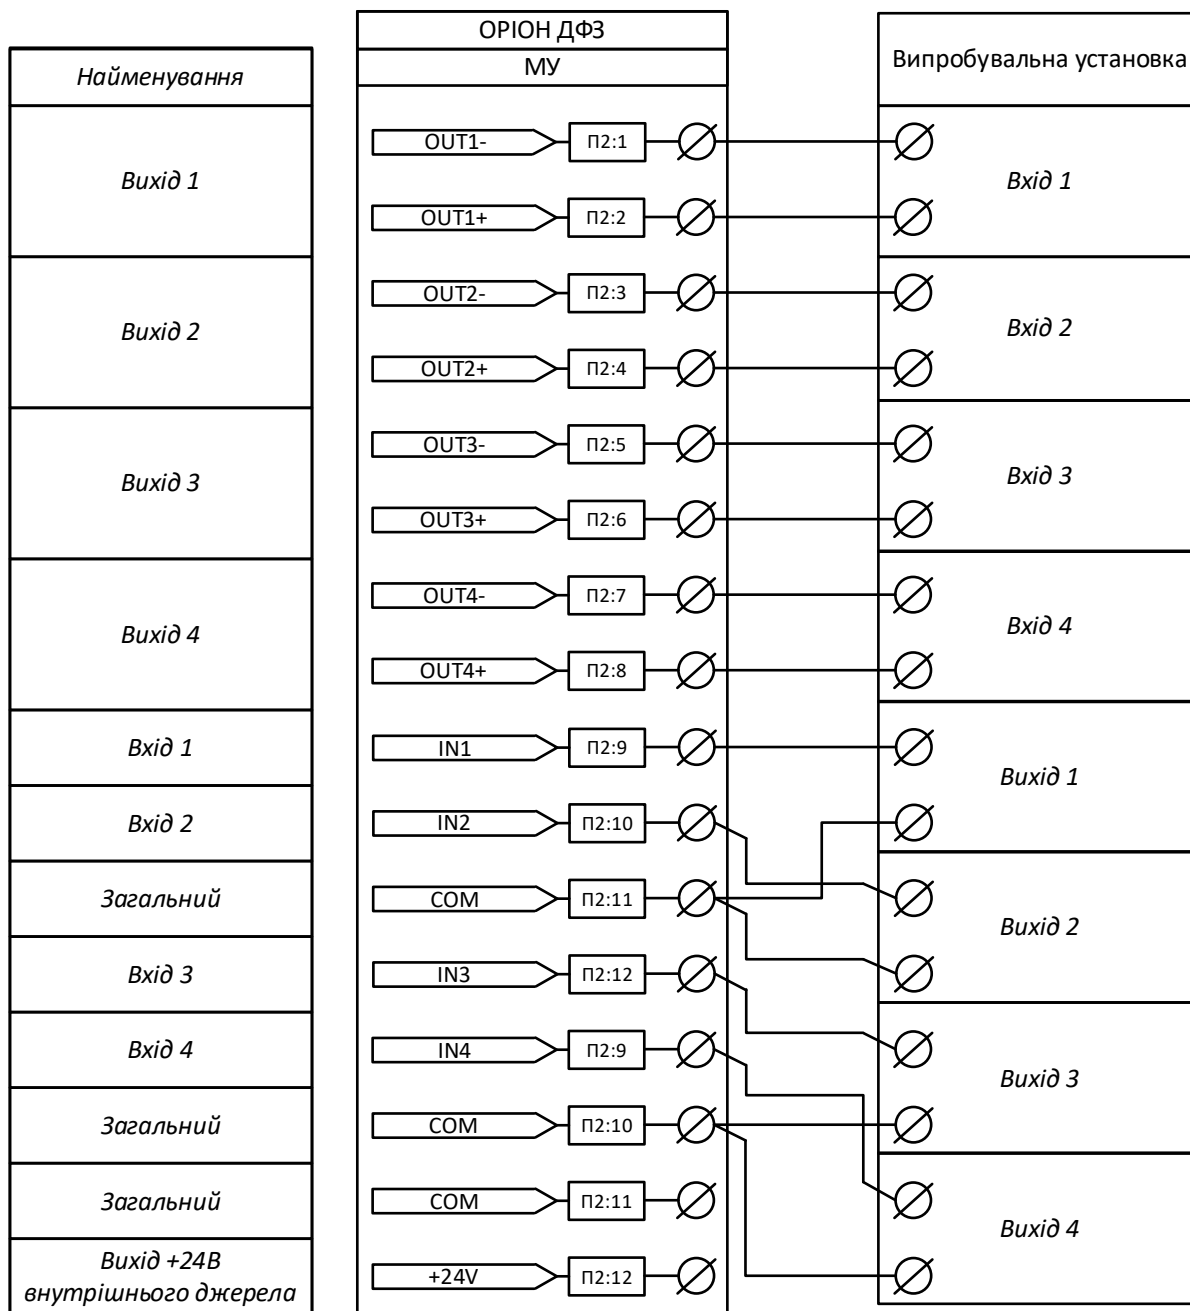 Найменування
Вихід 1
Вихід 2
Вихід 3
Вихід 4
Вхід 1
Вхід 2
Загальний
Вхід 3
Вхід 4
Загальний
Загальний
Вихід +24В
внутрішнього джерела
ОРІОН ДФЗ
МУ
OUT1- П2:1
OUT1+ П2:2
OUT2- П2:3
OUT2+ П2:4
OUT3- П2:5
OUT3+ П2:6
OUT4- П2:7
OUT4+ П2:8
IN1 П2:9
IN2 П2:10
COM П2:11
IN3 П2:12
IN4 П2:9
COM П2:10
COM П2:11
+24V П2:12
Випробувальна установка
Вхід 1
Вхід 2
Вхід 3
Вхід 4
Вихід 1
Вихід 2
Вихід 3
Вихід 4